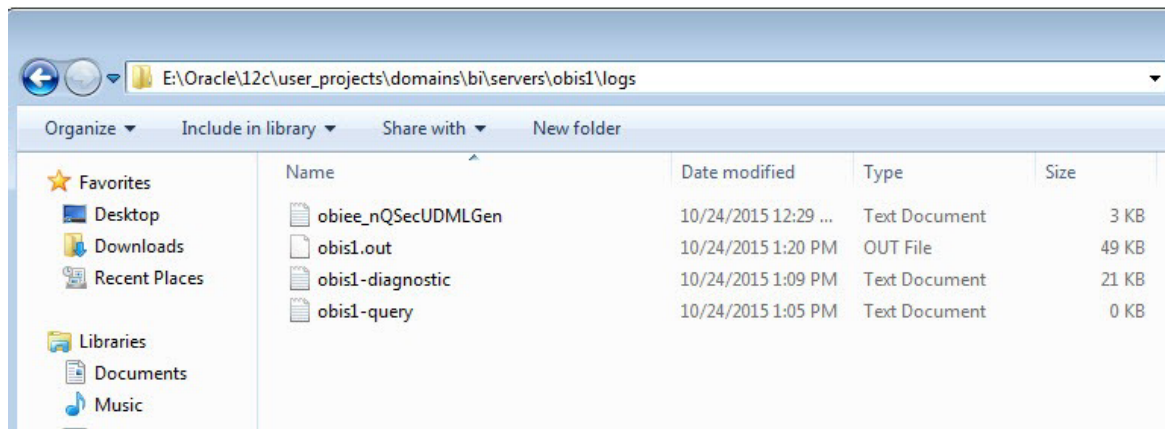 E:\Oracle\12c\user_projects\domains\bi\servers\obis1\logs
Organize Include in library Share with New folder
Favorites
Desktop
Downloads
Recent Places
Libraries
Documents
Music
Name Date modified Type Size
obiee_nQSecUDMLGen 10/24/2015 12:29 ... Text Document 3 KB
obis1.out 10/24/2015 1:20 PM OUT File 49 KB
obis1-diagnostic 10/24/2015 1:09 PM Text Document 21 KB
obis1-query 10/24/2015 1:05 PM Text Document 0 KB